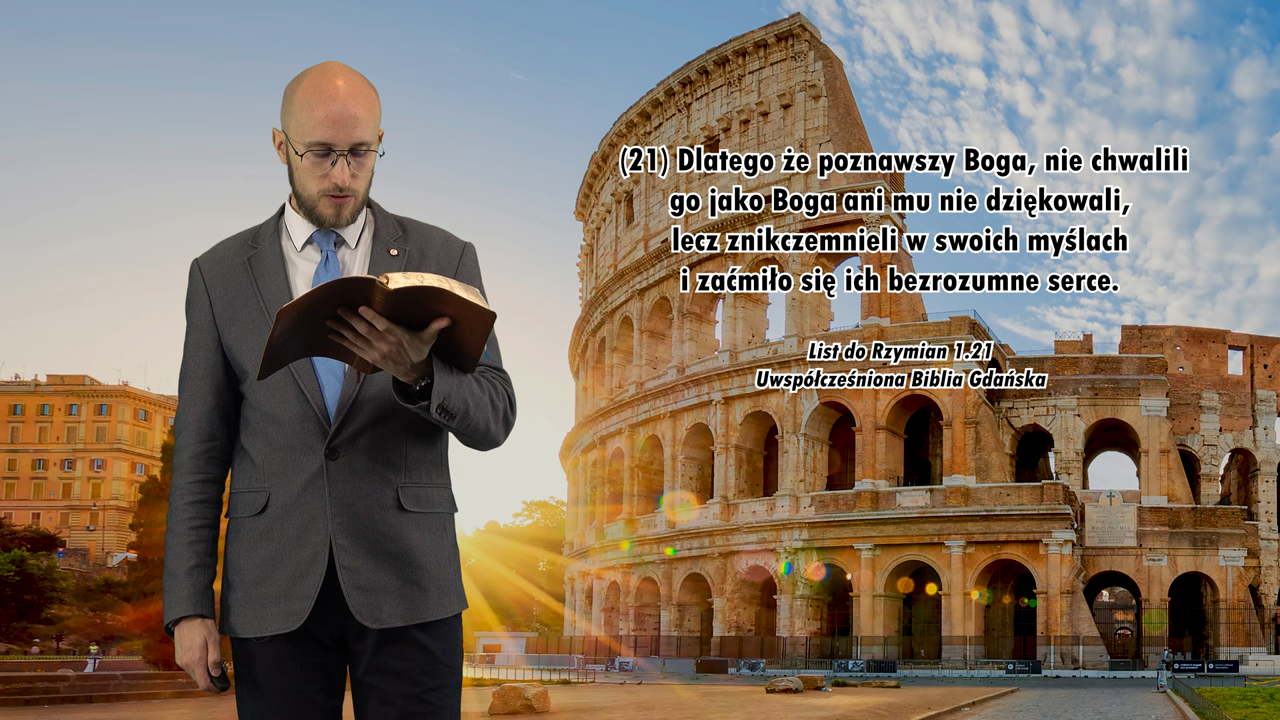 (21) Dlatego że poznawszy Boga, nie chwalili
go jako Boga ani mu nie dziękowali,
lecz znikczemnieli w swoich myślach
i zaćmiło się ich bezrozumne serce.
List do Rzymian 1.21
Uwspółcześniona Biblia Gdańska